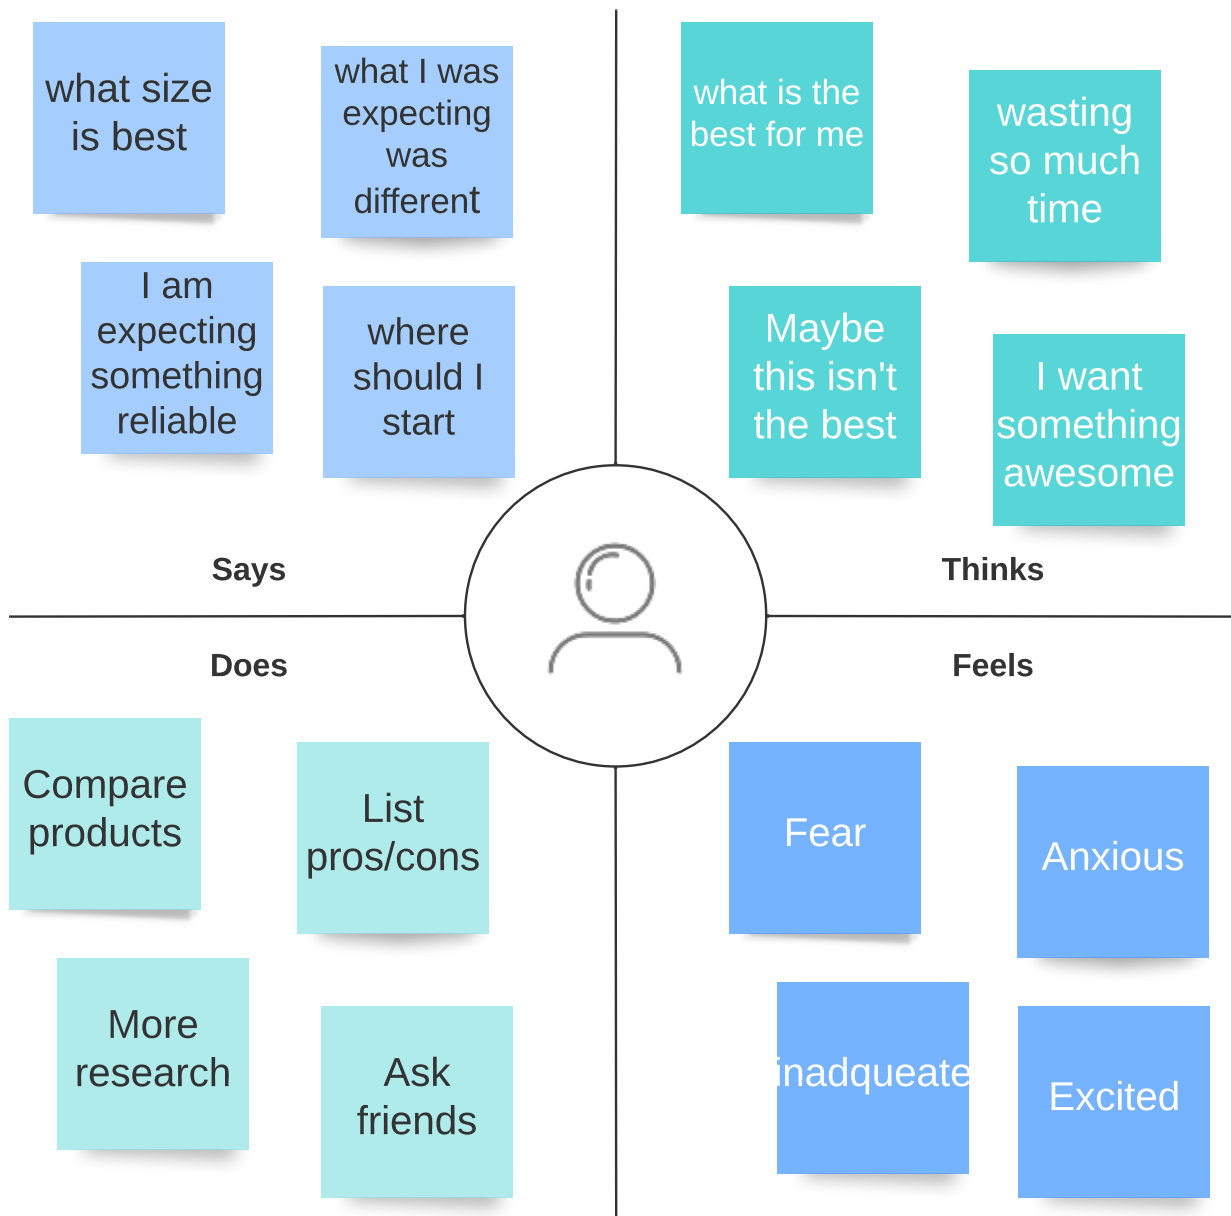 what size
is best
what I was
expecting
was
different
I am
expecting
something
reliable
where
should I
start
Says
what is the
best for me
wasting
so much
time
Maybe
this isn't
the best
I want
something
awesome
Thinks
Does
Compare
products
List
pros/cons
More
research
Ask
friends
Feels
Fear
Anxious
inadqueate
Excited